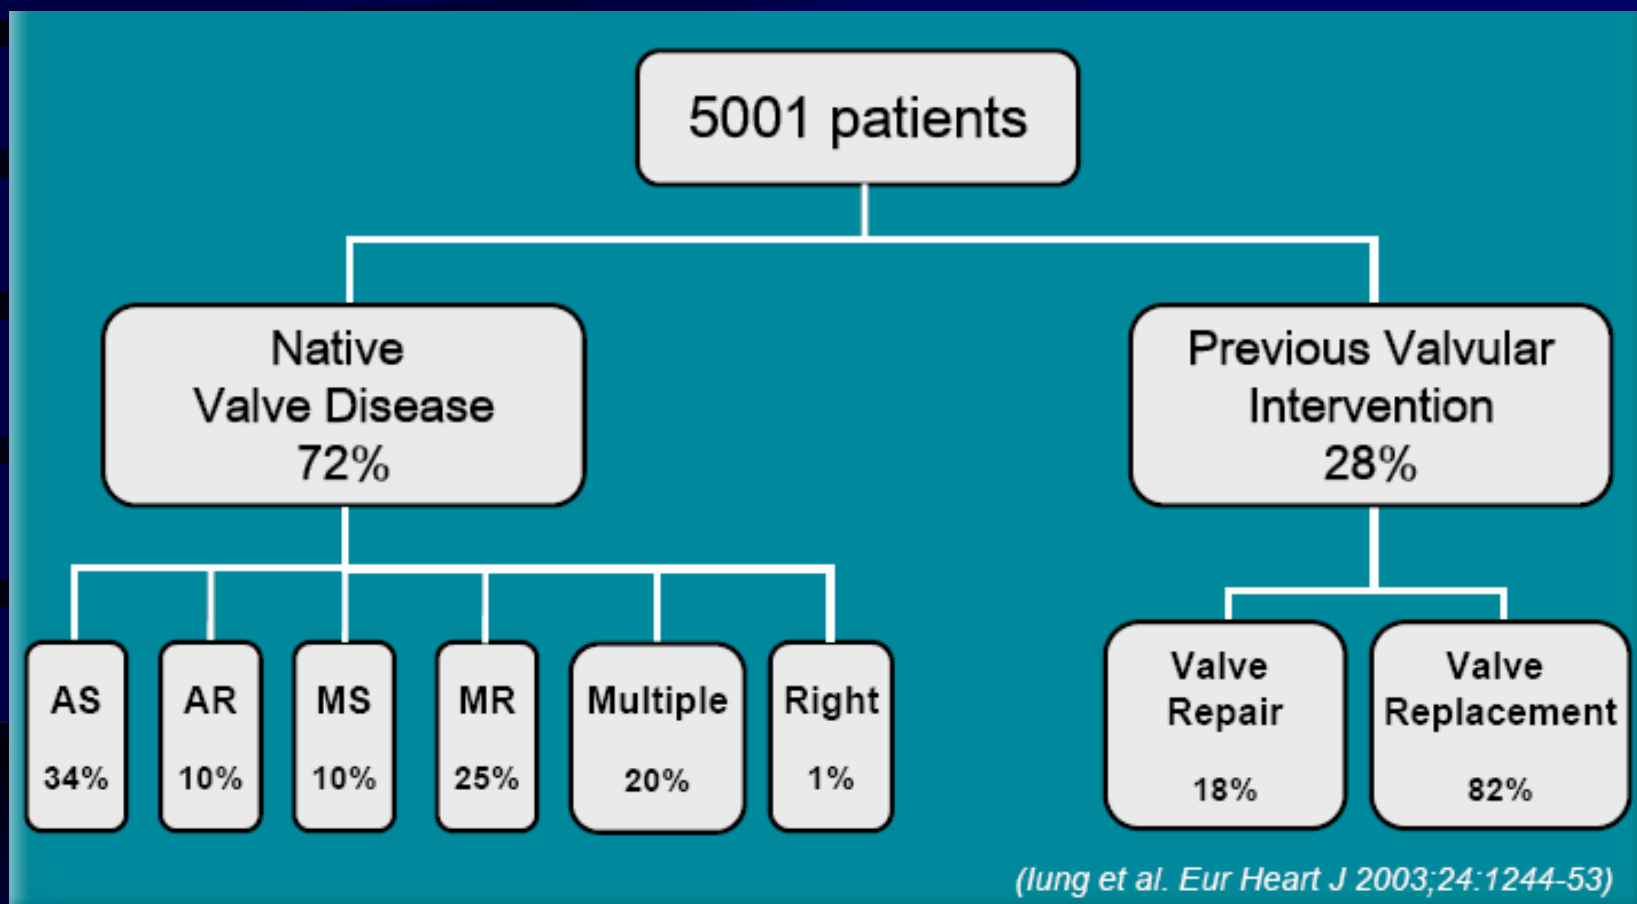 5001 patients
Native
Valve Disease
72%
Previous Valvular
Intervention
28%
AS
34%
AR
10%
MS
10%
MR
25%
Multiple
20%
Right
1%
Valve
Repair
18%
Valve
Replacement
82%
(Iung et al. Eur Heart J 2003;24:1244-53)